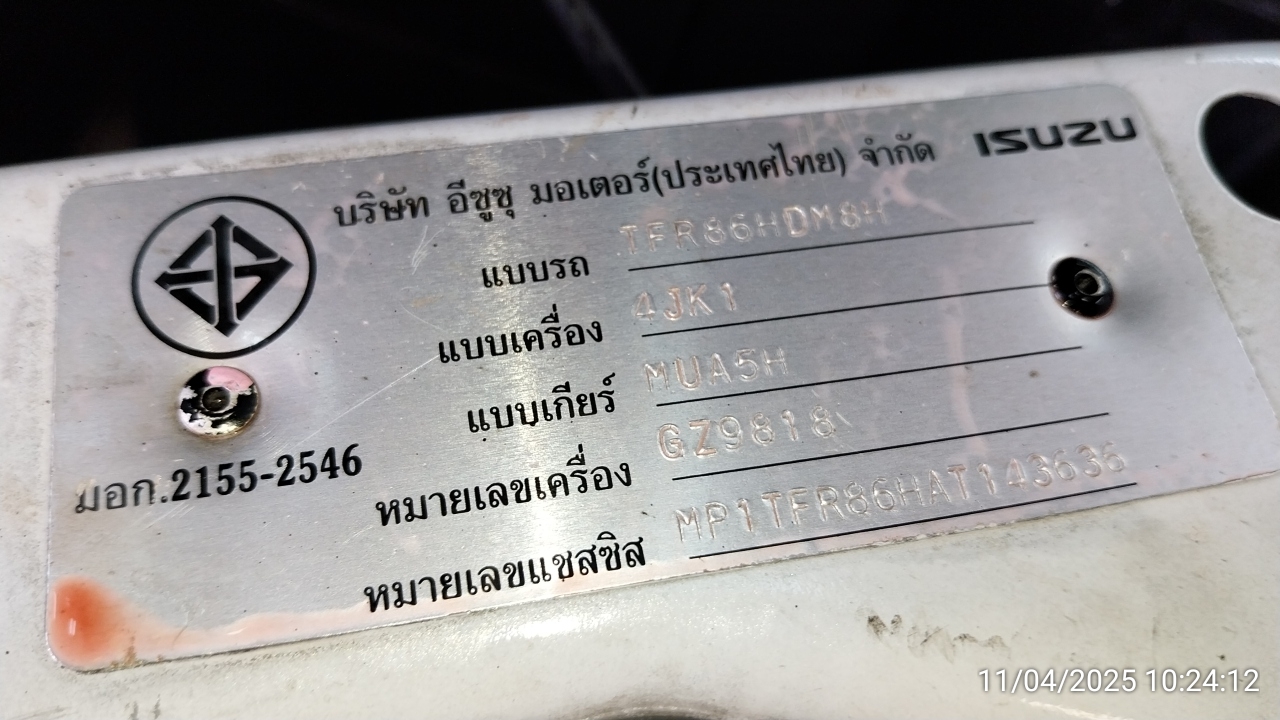 บริษัท อีซูซุ มอเตอร์(ประเทศไทย) จำกัด ISUZU
แบบรถ TFR86HDM8H
แบบเครื่อง 4JK1
แบบเกียร์ MUA5H
หมายเลขเครื่อง GZ9818
หมายเลขแชสซิส MP1TFR86HAT143636
มอก.2155-2546
11/04/2025 10:24:12